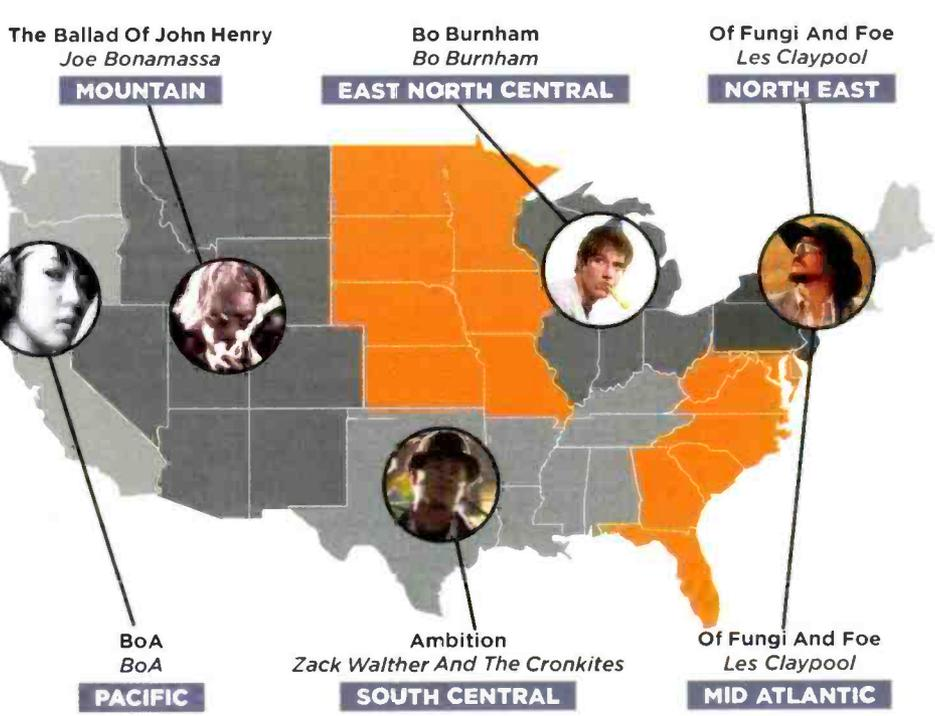 The Ballad Of John Henry
Joe Bonamassa
MOUNTAIN
Bo Burnham
Bo Burnham
EAST NORTH CENTRAL
Of Fungi And Foe
Les Claypool
NORTH EAST
BoA
BoA
PACIFIC
Ambition
Zack Walther And The Cronkites
SOUTH CENTRAL
Of Fungi And Foe
Les Claypool
MID ATLANTIC